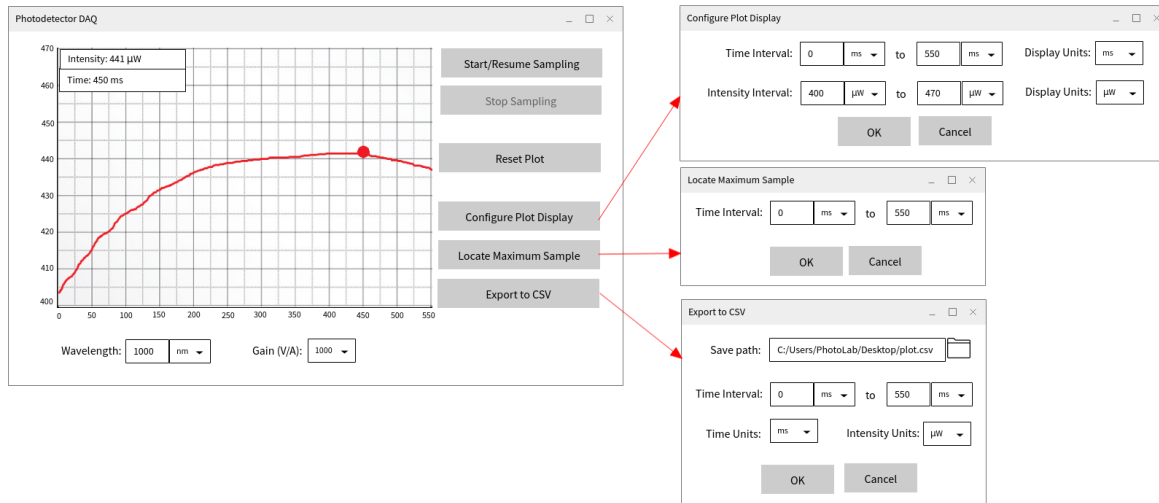 Photodetector DAQ
470
460
450
440
430
420
410
400
Intensity: 441 μW
Time: 450 ms
0 50 100 150 200 250 300 350 400 450 500 550
Start/Resume Sampling
Stop Sampling
Reset Plot
Configure Plot Display
Locate Maximum Sample
Export to CSV
Wavelength: 1000 nm Gain (V/A): 1000
Configure Plot Display
Time Interval: 0 ms to 550 ms Display Units: ms
Intensity Interval: 400 μW to 470 μW Display Units: μW
OK Cancel
Locate Maximum Sample
Time Interval: 0 ms to 550 ms
OK Cancel
Export to CSV
Save path: C:/Users/PhotoLab/Desktop/plot.csv
Time Interval: 0 ms to 550 ms
Time Units: ms Intensity Units: μW
OK Cancel